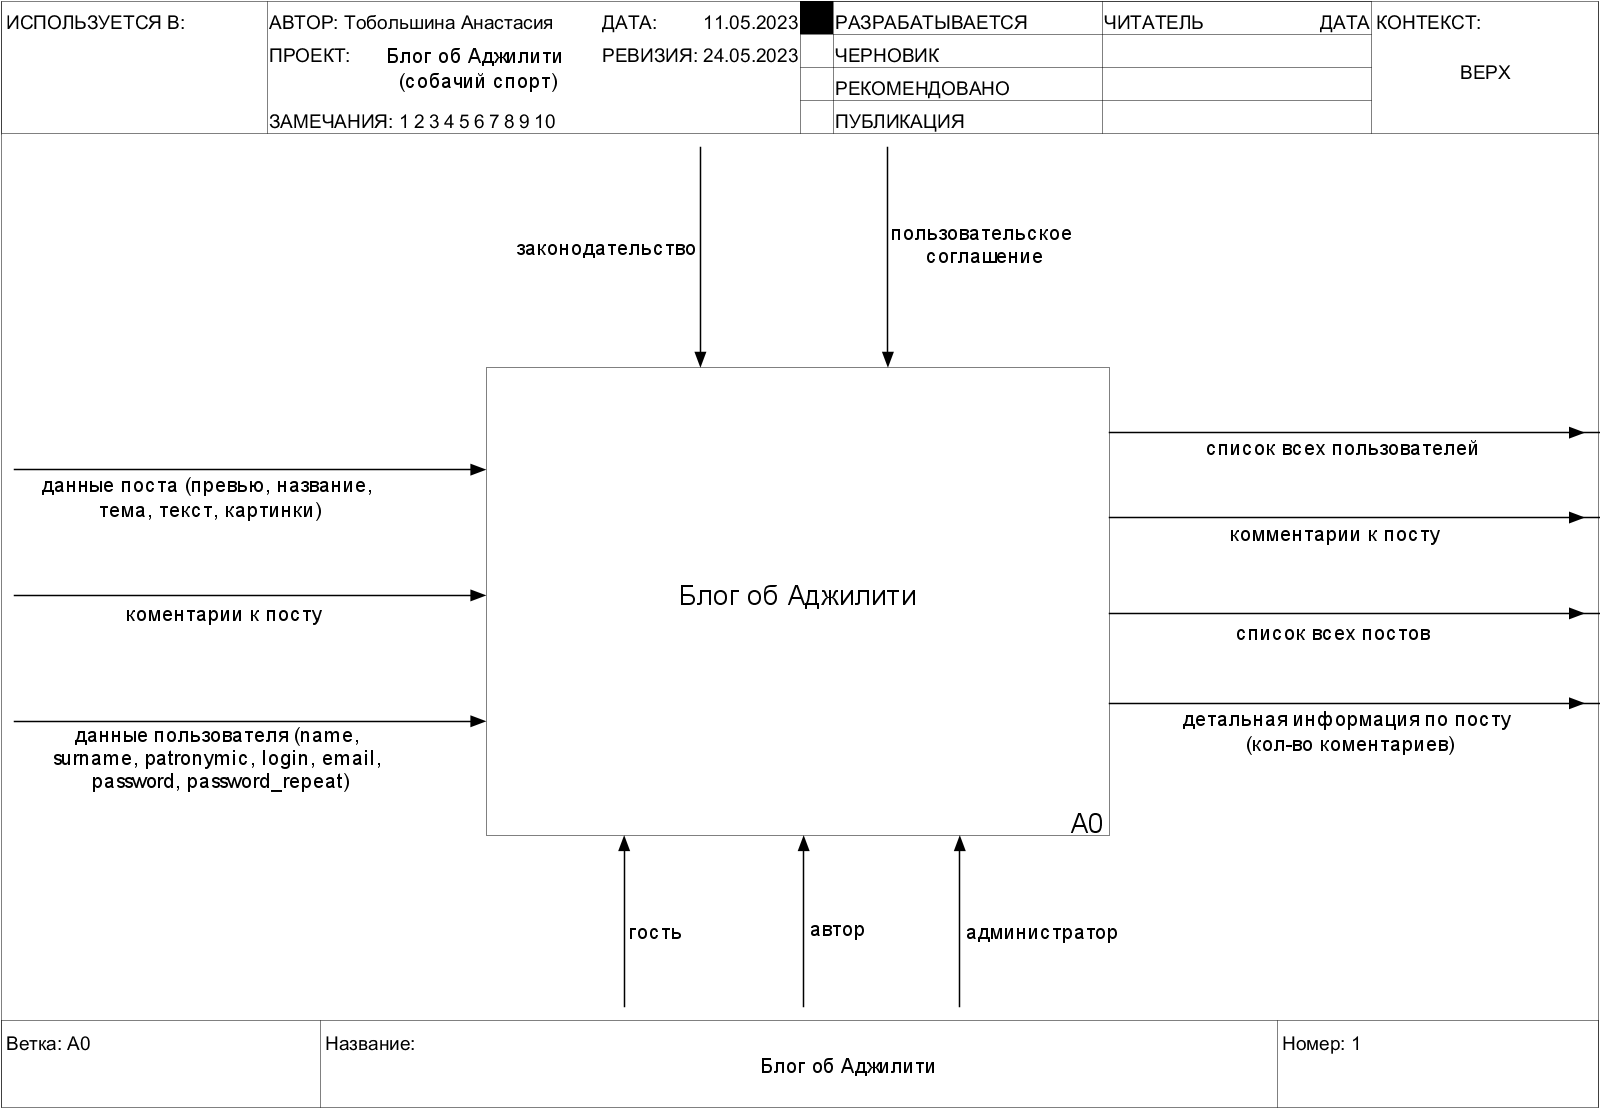 ИСПОЛЬЗУЕТСЯ В:
АВТОР: Тобольшина Анастасия
ДАТА: 11.05.2023
РАЗРАБАТЫВАЕТСЯ
ЧИТАТЕЛЬ
ДАТА
КОНТЕКСТ:
ПРОЕКТ: Блог об Аджилити
(собачий спорт)
РЕВИЗИЯ: 24.05.2023
ЧЕРНОВИК
ВЕРХ
РЕКОМЕНДОВАНО
ЗАМЕЧАНИЯ: 1 2 3 4 5 6 7 8 9 10
ПУБЛИКАЦИЯ
законодательство
пользовательское
соглашение
данные поста (превью, название,
тема, текст, картинки)
коментарии к посту
данные пользователя (name,
surname, patronymic, login, email,
password, password_repeat)
Блог об Аджилити
A0
список всех пользователей
комментарии к посту
список всех постов
детальная информация по посту
(кол-во коментариев)
гость
автор
администратор
Ветка: A0
Название:
Блог об Аджилити
Номер: 1